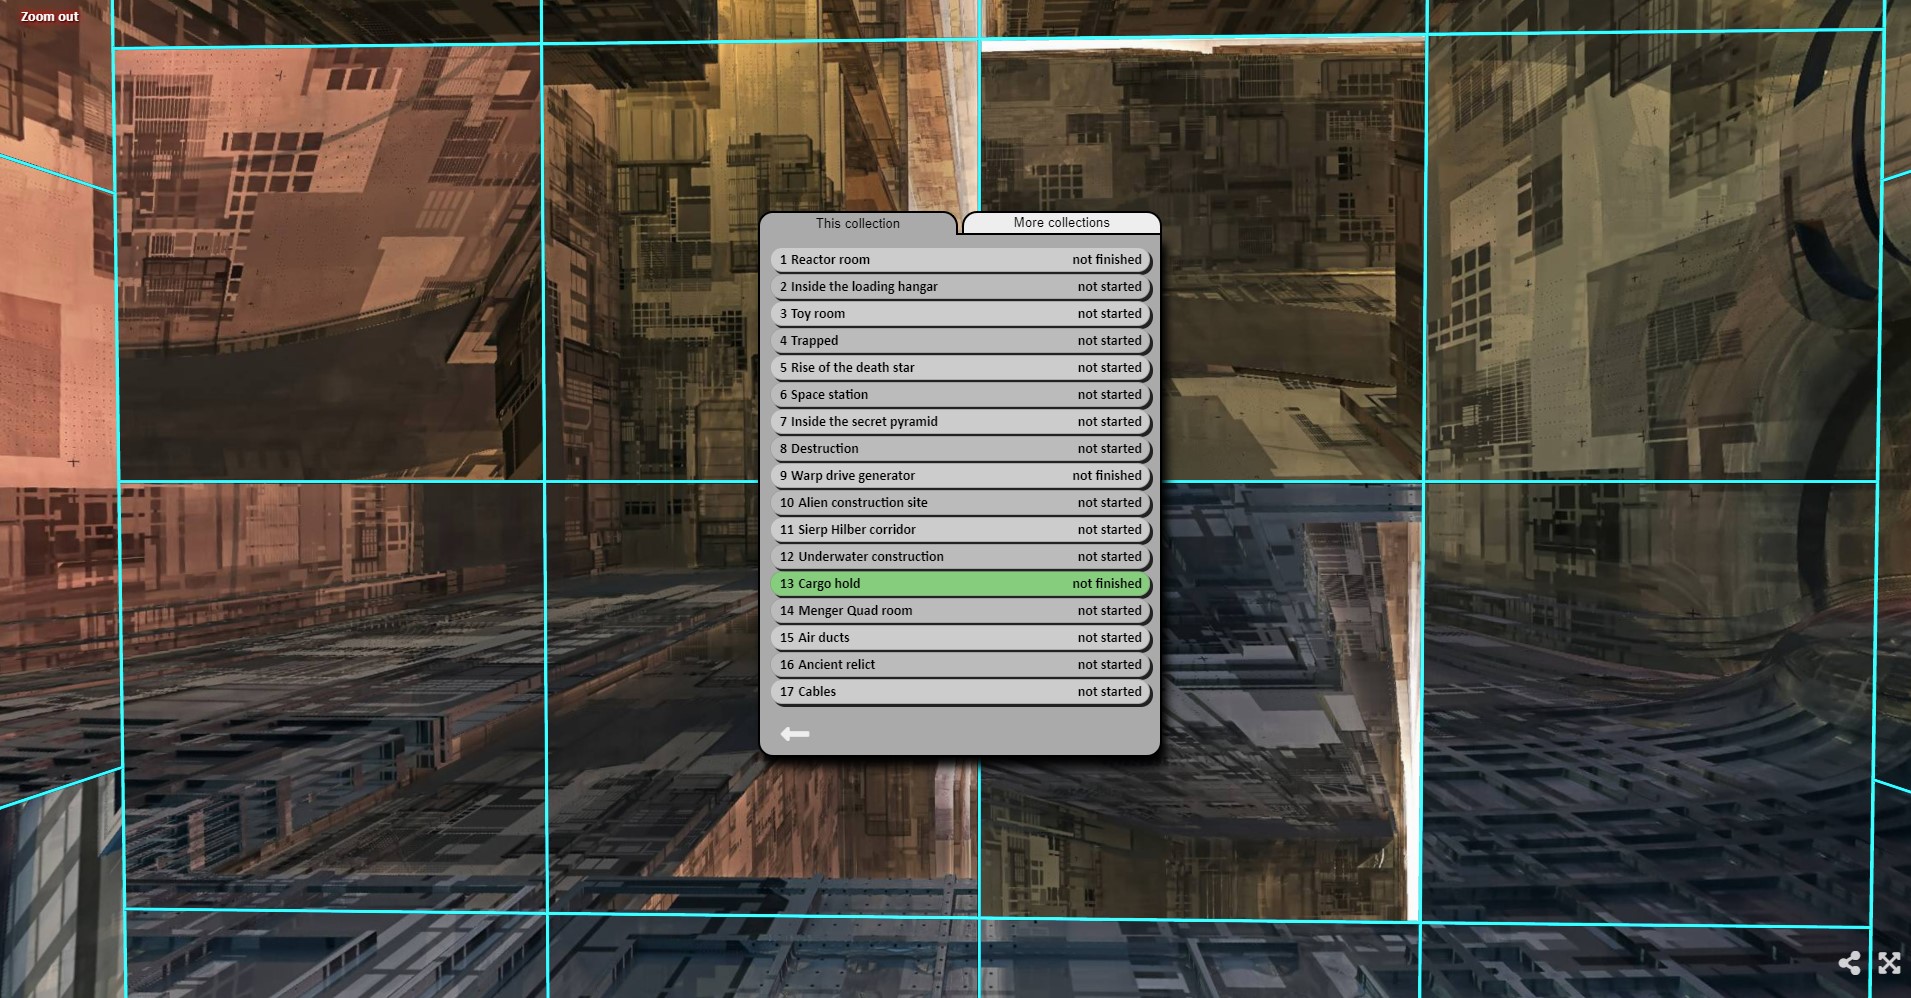 Zoom out
This collection More collections
1 Reactor room not finished
2 Inside the loading hangar not started
3 Toy room not started
4 Trapped not started
5 Rise of the death star not started
6 Space station not started
7 Inside the secret pyramid not started
8 Destruction not started
9 Warp drive generator not finished
10 Alien construction site not started
11 Sierp Hilber corridor not started
12 Underwater construction not started
13 Cargo hold not finished
14 Menger Quad room not started
15 Air ducts not started
16 Ancient relict not started
17 Cables not started